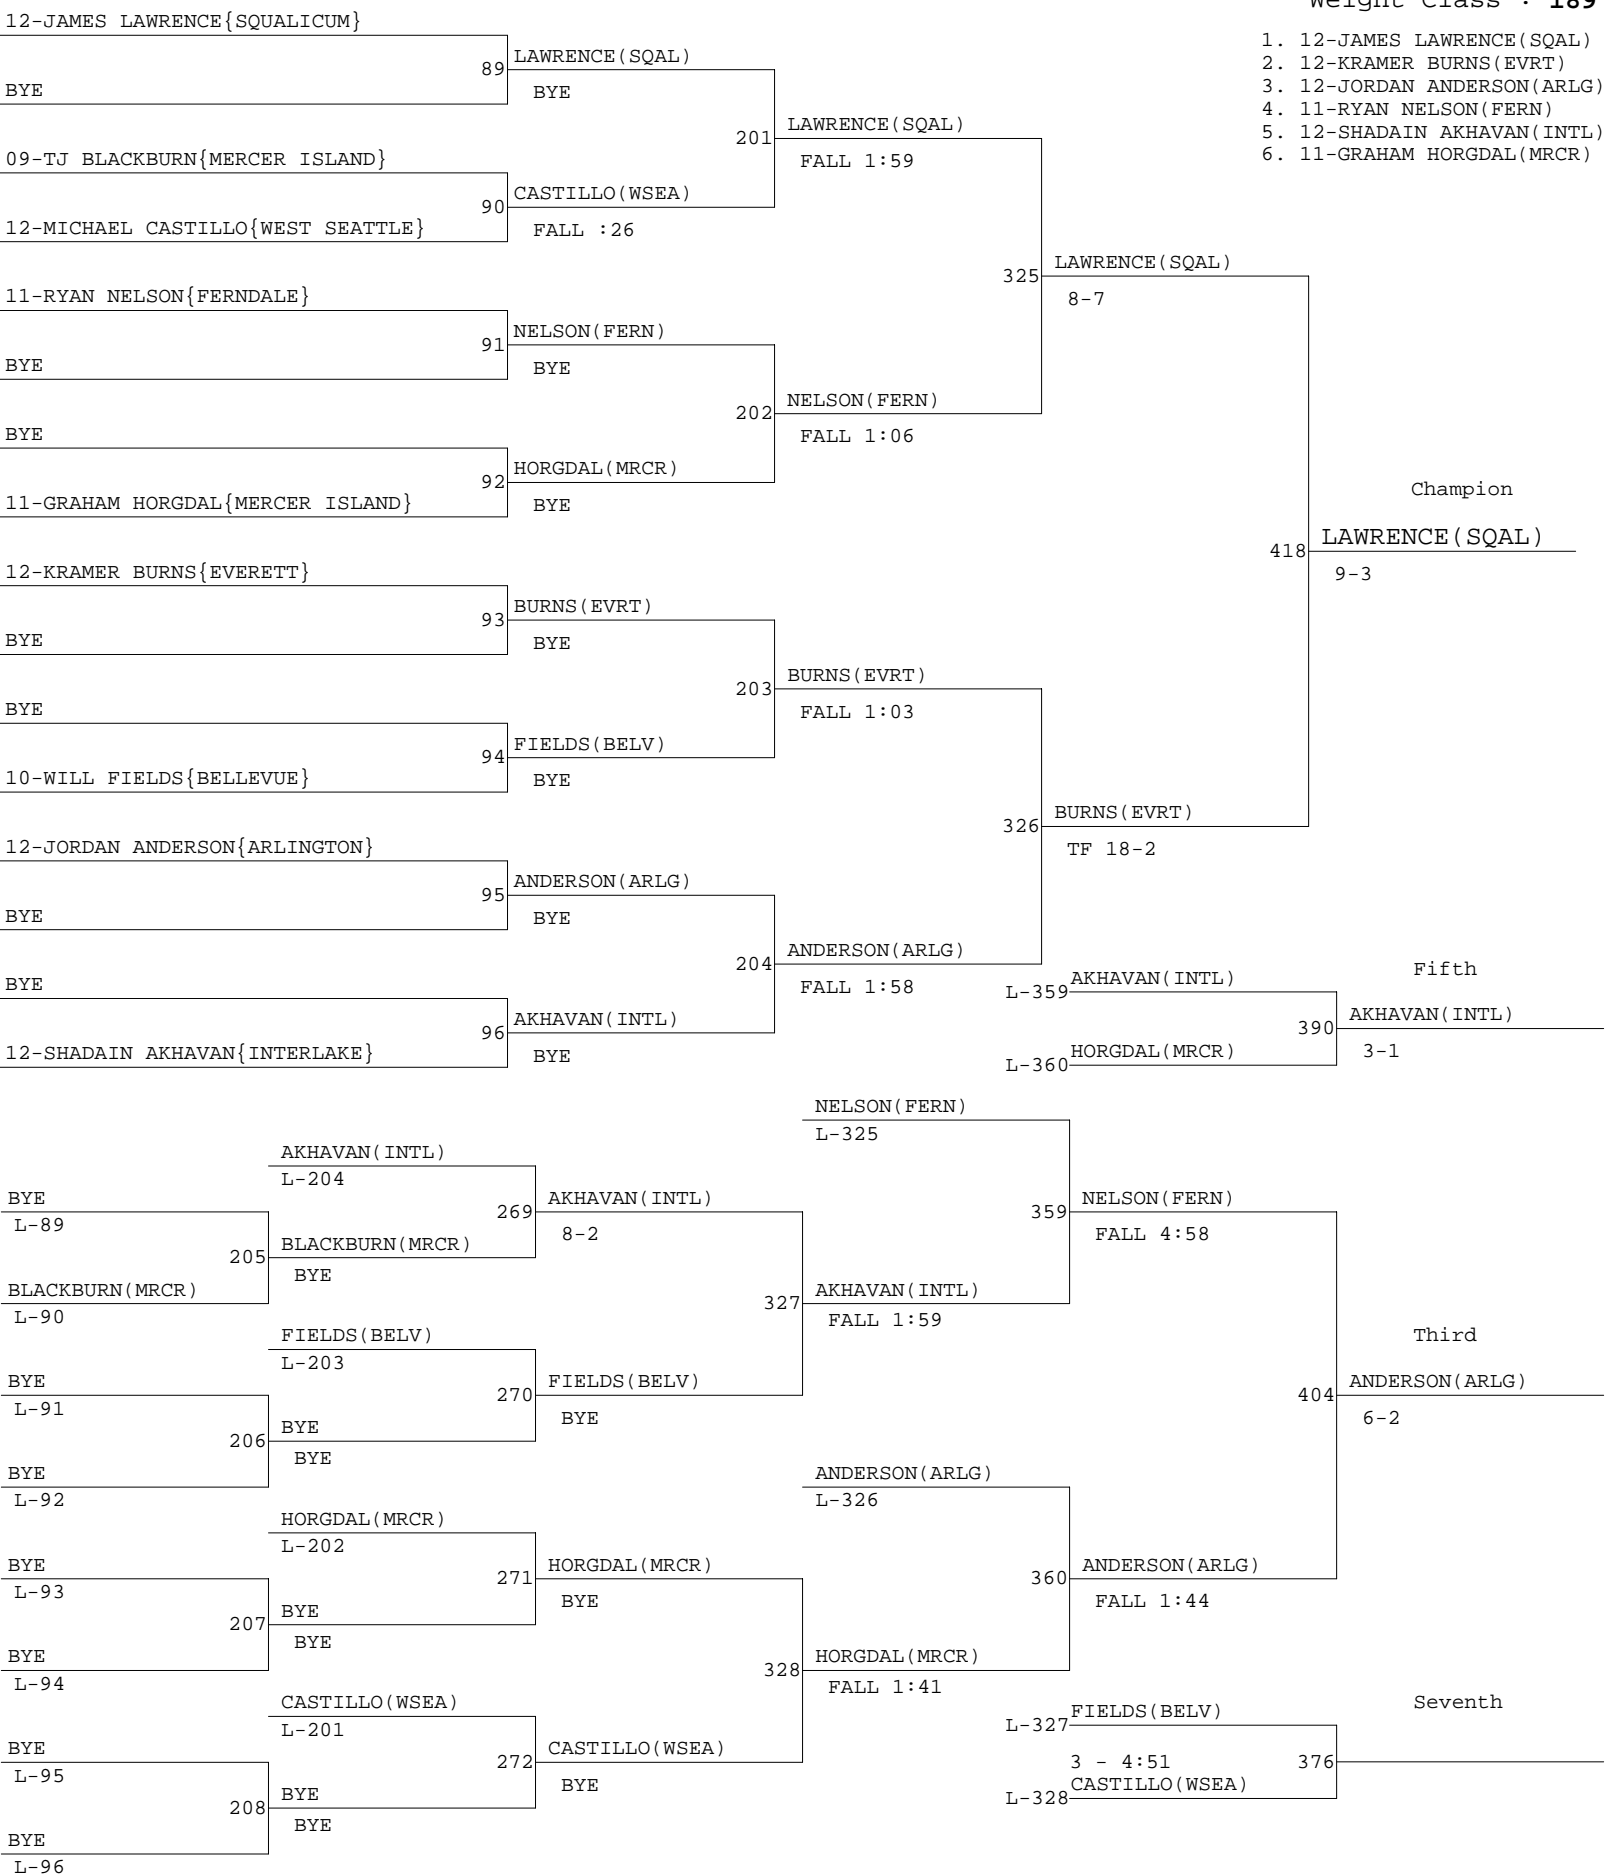 Weight Class : 189
1. 12-JAMES LAWRENCE(SQAL)
2. 12-KRAMER BURNS(EVRT)
3. 12-JORDAN ANDERSON(ARLG)
4. 11-RYAN NELSON(FERN)
5. 12-SHADAIN AKHAVAN(INTL)
6. 11-GRAHAM HORGDAL(MRCR)
12-JAMES LAWRENCE{SQUALICUM}
89
BYE
09-TJ BLACKBURN{MERCER ISLAND}
90
12-MICHAEL CASTILLO{WEST SEATTLE}
11-RYAN NELSON{FERNDALE}
91
BYE
BYE
92
11-GRAHAM HORGDAL{MERCER ISLAND}
12-KRAMER BURNS{EVERETT}
93
BYE
BYE
94
10-WILL FIELDS{BELLEVUE}
12-JORDAN ANDERSON{ARLINGTON}
95
BYE
BYE
96
12-SHADAIN AKHAVAN{INTERLAKE}
LAWRENCE(SQAL)
BYE
201
CASTILLO(WSEA)
FALL :26
NELSON(FERN)
BYE
202
HORGDAL(MRCR)
BYE
BURNS(EVRT)
BYE
203
FIELDS(BELV)
BYE
ANDERSON(ARLG)
BYE
204
AKHAVAN(INTL)
BYE
LAWRENCE(SQAL)
FALL 1:59
325
NELSON(FERN)
FALL 1:06
BURNS(EVRT)
FALL 1:03
326
ANDERSON(ARLG)
FALL 1:58
LAWRENCE(SQAL)
8-7
418
BURNS(EVRT)
TF 18-2
Champion
LAWRENCE(SQAL)
9-3
Fifth
L-359
AKHAVAN(INTL)
390
L-360
HORGDAL(MRCR)
AKHAVAN(INTL)
3-1
BYE
L-89
205
BLACKBURN(MRCR)
L-90
BYE
L-91
206
BYE
L-92
BYE
L-93
207
BYE
L-94
BYE
L-95
208
BYE
L-96
AKHAVAN(INTL)
L-204
269
BLACKBURN(MRCR)
BYE
FIELDS(BELV)
L-203
270
BYE
BYE
HORGDAL(MRCR)
L-202
271
BYE
BYE
CASTILLO(WSEA)
L-201
272
BYE
BYE
AKHAVAN(INTL)
8-2
327
FIELDS(BELV)
BYE
HORGDAL(MRCR)
BYE
328
CASTILLO(WSEA)
BYE
NELSON(FERN)
L-325
359
AKHAVAN(INTL)
FALL 1:59
ANDERSON(ARLG)
L-326
360
HORGDAL(MRCR)
FALL 1:41
NELSON(FERN)
FALL 4:58
404
ANDERSON(ARLG)
FALL 1:44
Third
ANDERSON(ARLG)
6-2
Seventh
L-327
FIELDS(BELV)
3 - 4:51
376
L-328
CASTILLO(WSEA)